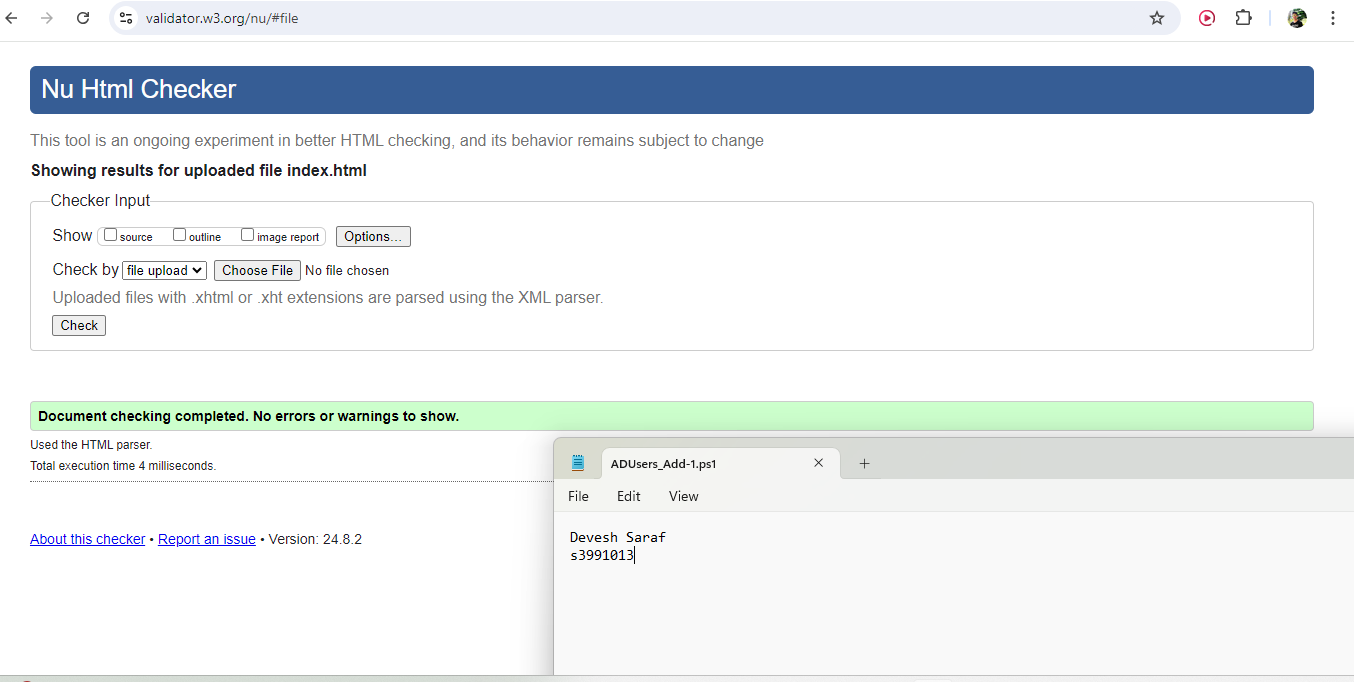 validator.w3.org/nu/#file
Nu Html Checker
This tool is an ongoing experiment in better HTML checking, and its behavior remains subject to change
Showing results for uploaded file index.html
Checker Input
Show source outline image report Options...
Check by file upload Choose File No file chosen
Uploaded files with .xhtml or .xht extensions are parsed using the XML parser.
Check
Document checking completed. No errors or warnings to show.
Used the HTML parser.
Total execution time 4 milliseconds.
About this checker • Report an issue • Version: 24.8.2
ADUsers_Add-1.ps1
File Edit View
Devesh Saraf
s3991013